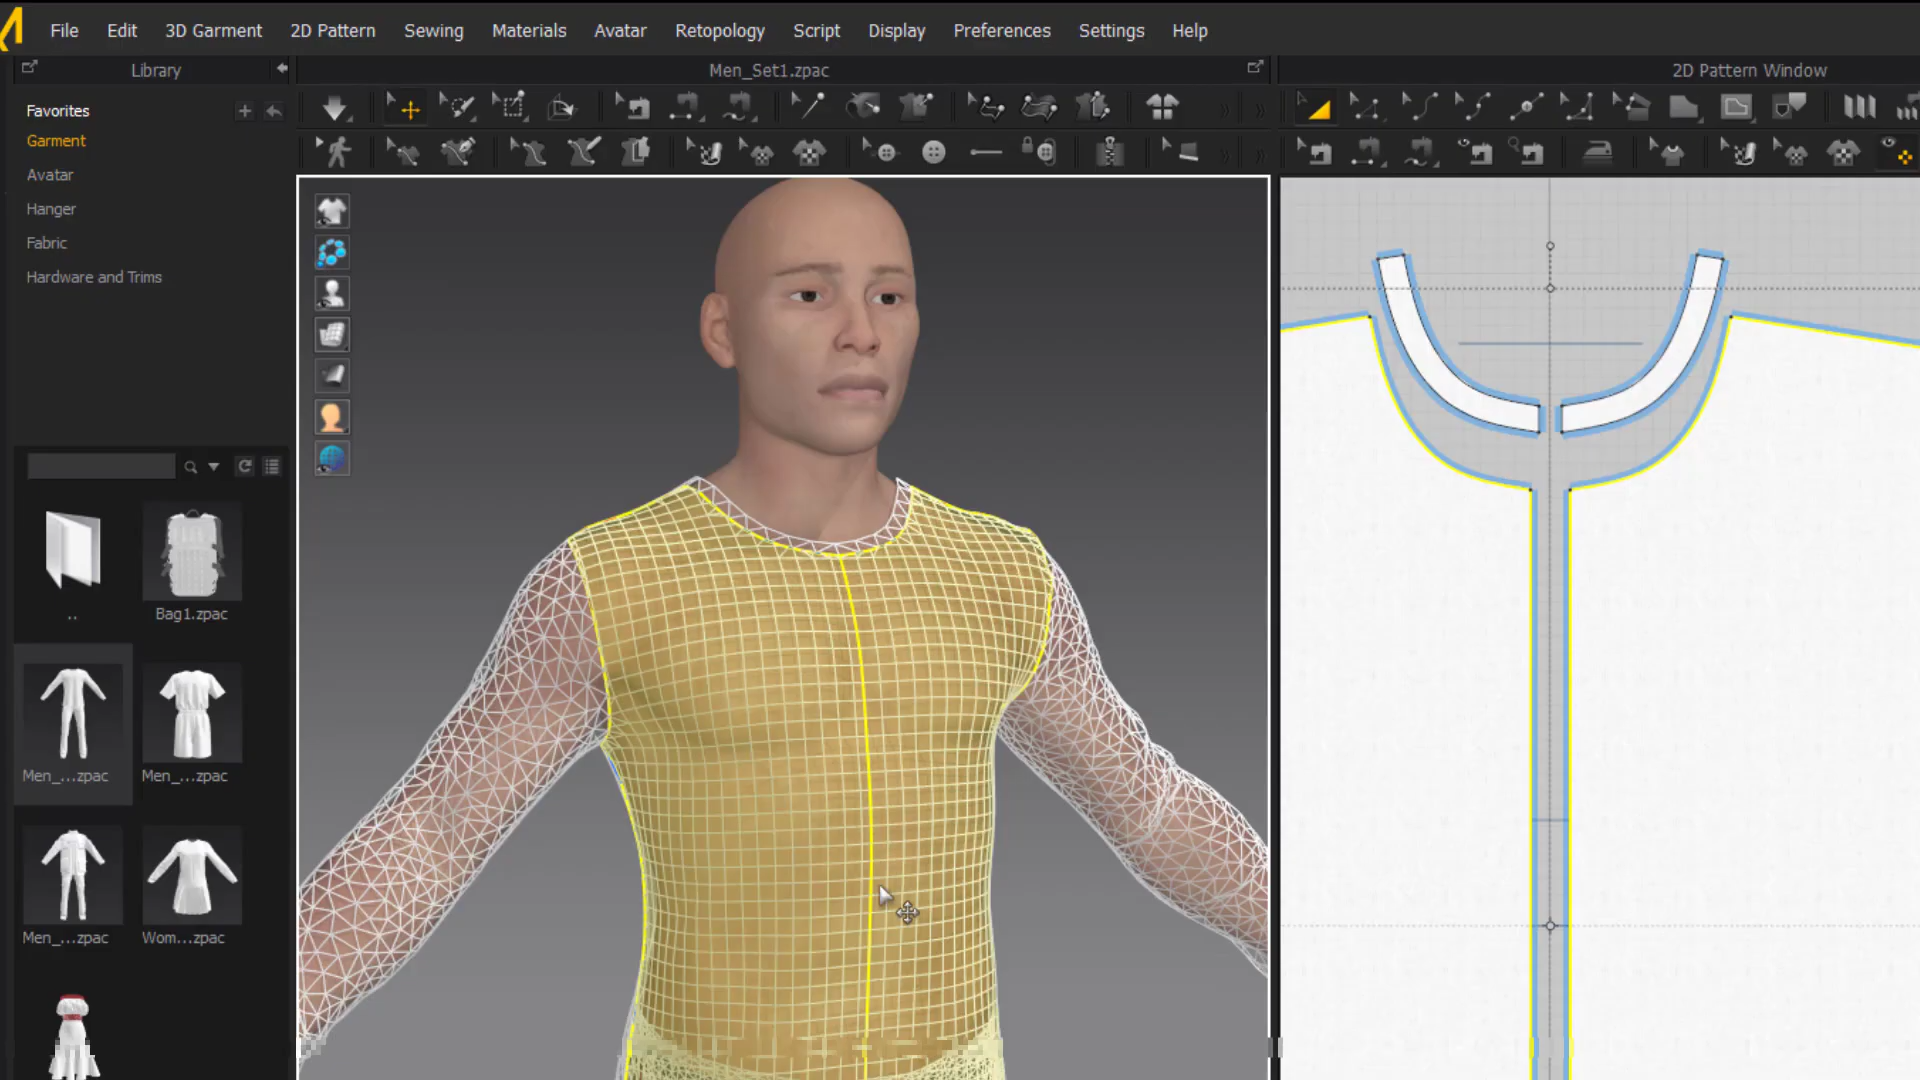 File Edit 3D Garment 2D Pattern Sewing Materials Avatar Retopology Script Display Preferences Settings Help
Library
Men_Set1.zpac
2D Pattern Window
Favorites
Garment
Avatar
Hanger
Fabric
Hardware and Trims
..
Bag1.zpac
Men_...zpac
Men_...zpac
Men_...zpac
Wom...zpac